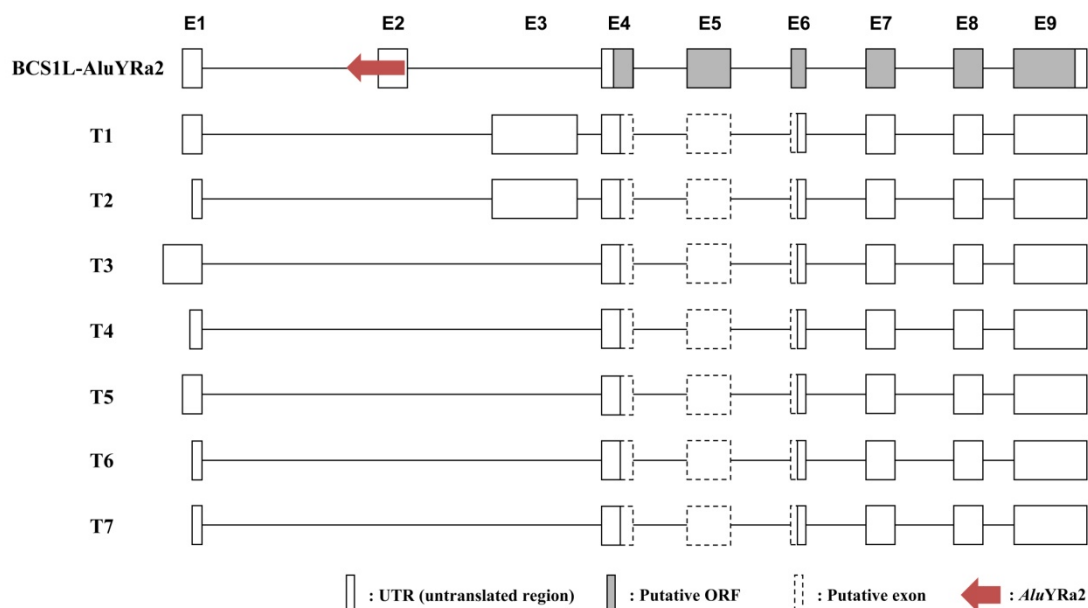 E1 E2 E3 E4 E5 E6 E7 E8 E9
BCS1L-AluYRa2
T1
T2
T3
T4
T5
T6
T7
: UTR (untranslated region) : Putative ORF : Putative exon : AluYRa2